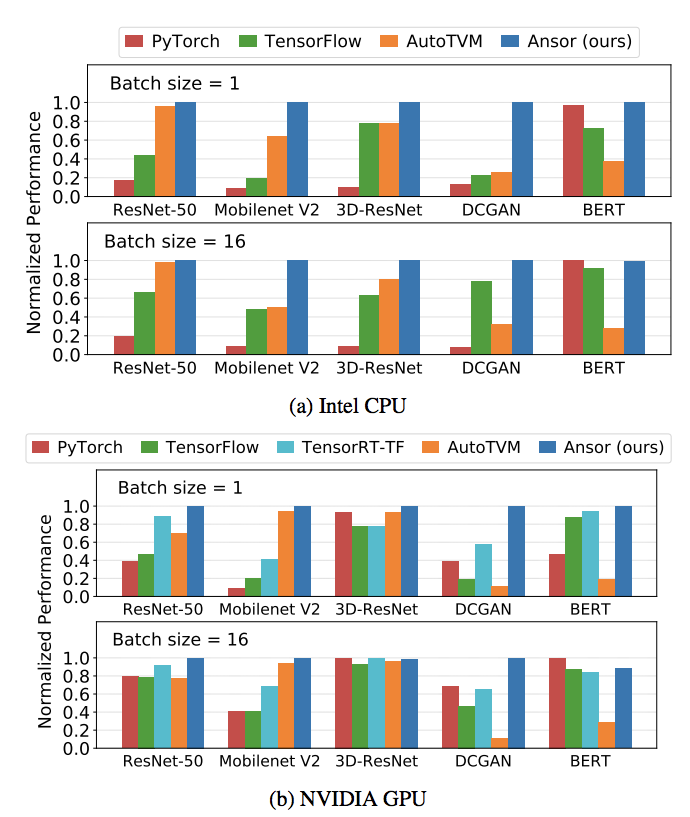 PyTorch TensorFlow AutoTVM Ansor (ours)
Batch size = 1
1.0
0.8
0.6
0.4
0.2
0.0
ResNet-50 Mobilenet V2 3D-ResNet DCGAN BERT
Normalized Performance
Batch size = 16
1.0
0.8
0.6
0.4
0.2
0.0
ResNet-50 Mobilenet V2 3D-ResNet DCGAN BERT
(a) Intel CPU
PyTorch TensorFlow TensorRT-TF AutoTVM Ansor (ours)
Batch size = 1
1.0
0.8
0.6
0.4
0.2
0.0
ResNet-50 Mobilenet V2 3D-ResNet DCGAN BERT
Normalized Performance
Batch size = 16
1.0
0.8
0.6
0.4
0.2
0.0
ResNet-50 Mobilenet V2 3D-ResNet DCGAN BERT
(b) NVIDIA GPU